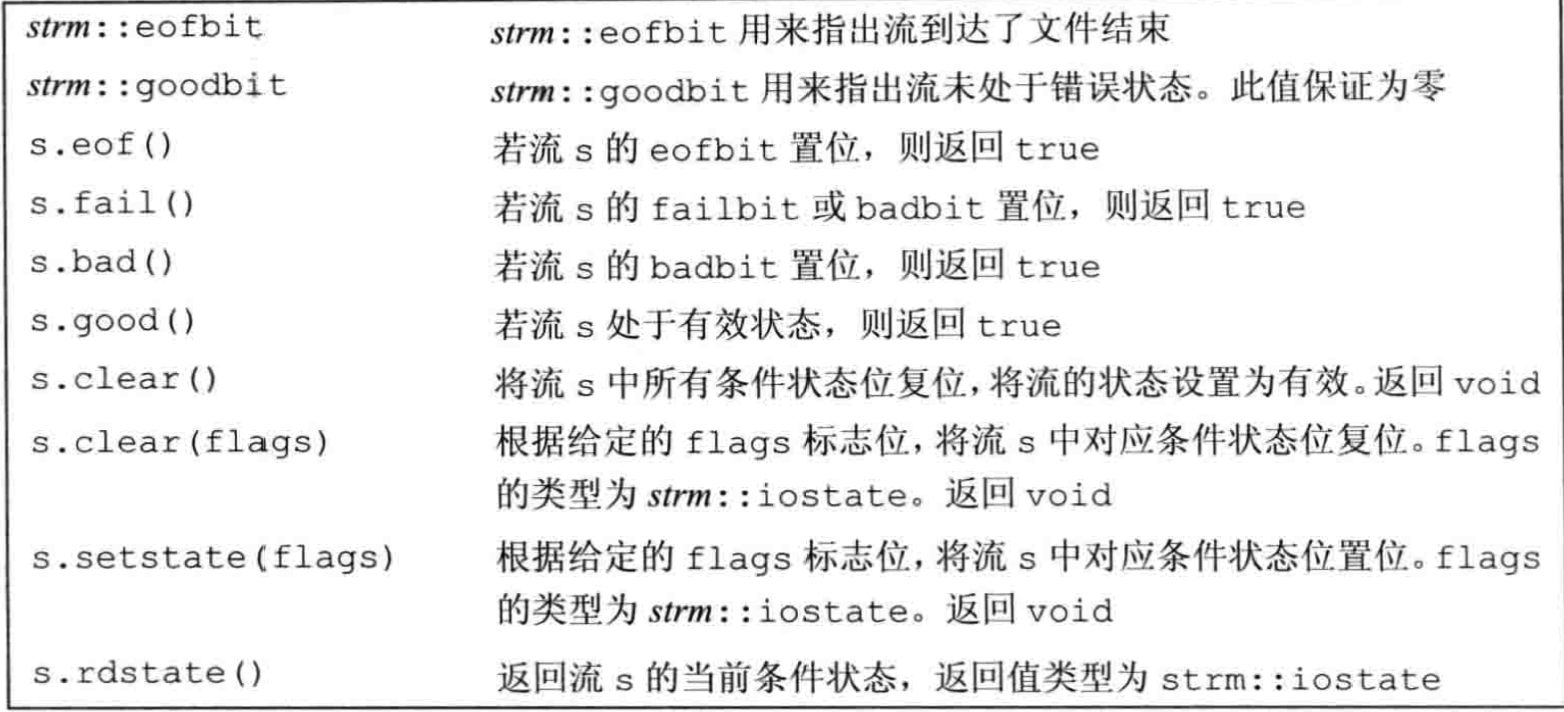 strm::eofbit strm::eofbit 用来指出流到达了文件结束
strm::goodbit strm::goodbit 用来指出流未处于错误状态。此值保证为零
s.eof() 若流 s 的 eofbit 置位，则返回 true
s.fail() 若流 s 的 failbit 或 badbit 置位，则返回 true
s.bad() 若流 s 的 badbit 置位，则返回 true
s.good() 若流 s 处于有效状态，则返回 true
s.clear() 将流 s 中所有条件状态位复位，将流的状态设置为有效。返回 void
s.clear(flags) 根据给定的 flags 标志位，将流 s 中对应条件状态位复位。flags
的类型为 strm::iostate。返回 void
s.setstate(flags) 根据给定的 flags 标志位，将流 s 中对应条件状态位置位。flags
的类型为 strm::iostate。返回 void
s.rdstate() 返回流 s 的当前条件状态，返回值类型为 strm::iostate